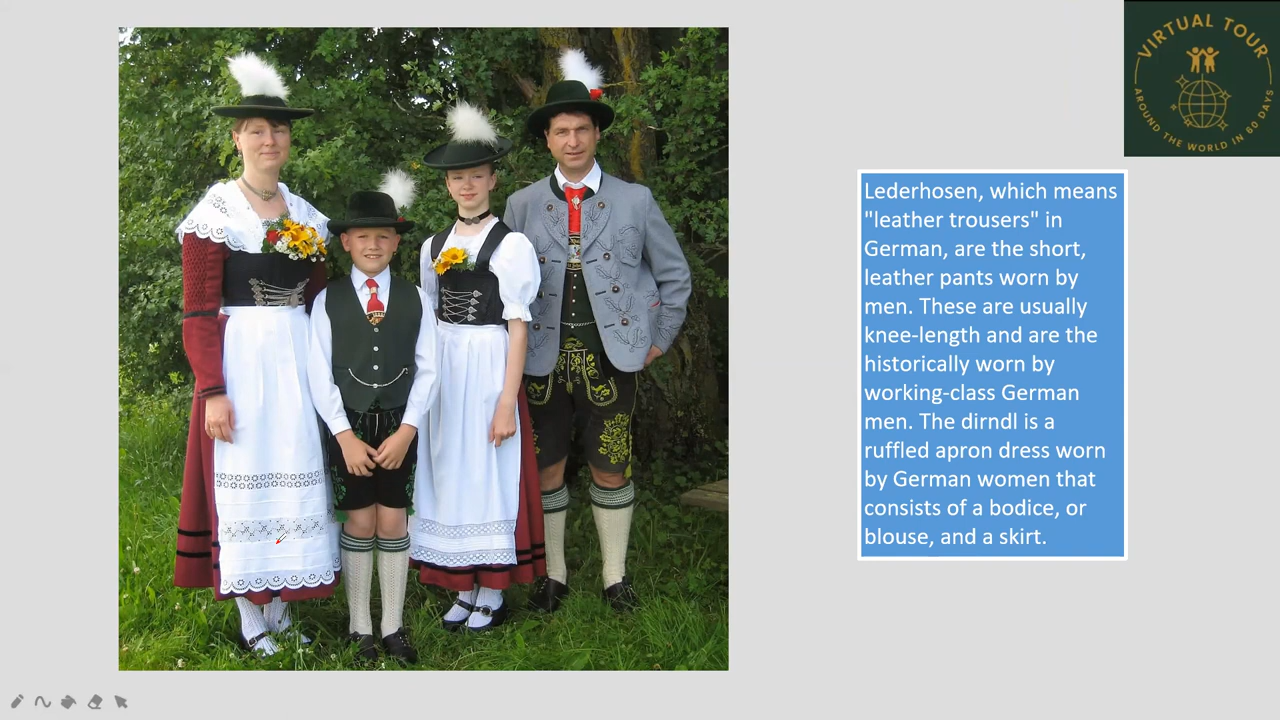 VIRTUAL TOUR
AROUND THE WORLD IN 60 DAYS
Lederhosen, which means
"leather trousers" in
German, are the short,
leather pants worn by
men. These are usually
knee-length and are the
historically worn by
working-class German
men. The dirndl is a
ruffled apron dress worn
by German women that
consists of a bodice, or
blouse, and a skirt.